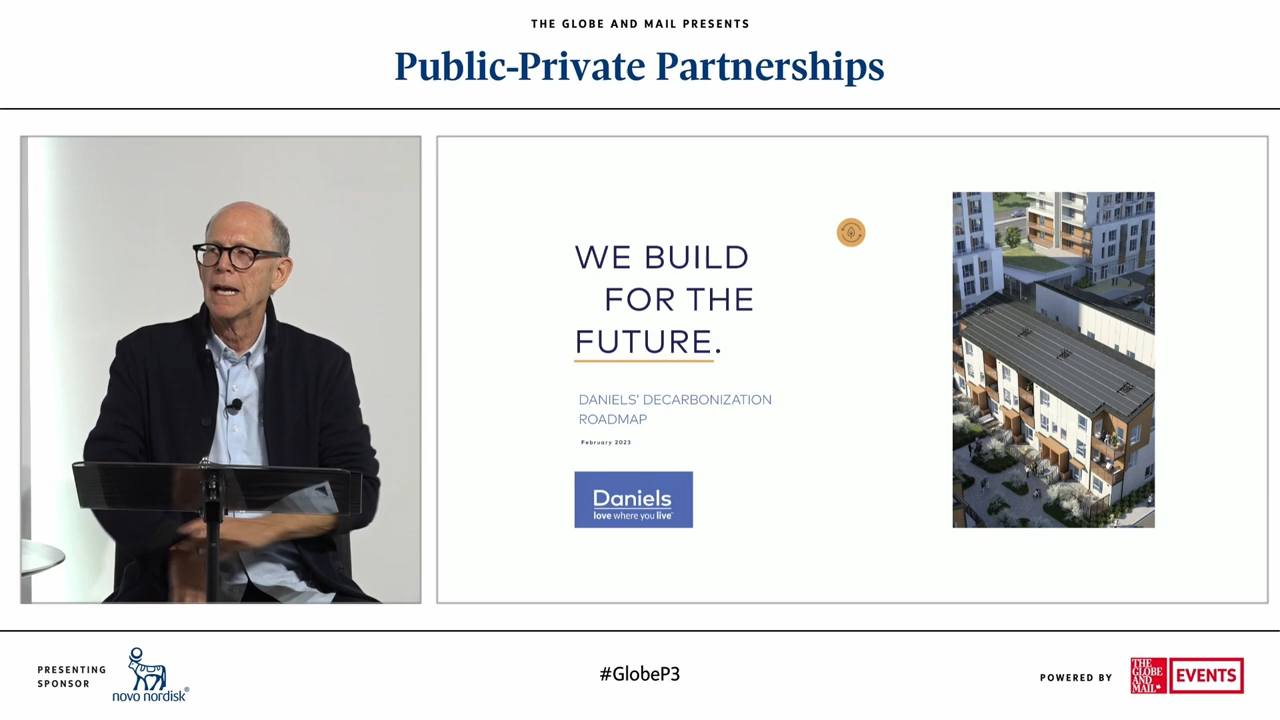 THE GLOBE AND MAIL PRESENTS
Public-Private Partnerships
WE BUILD
FOR THE
FUTURE.
DANIELS' DECARBONIZATION
ROADMAP
February 2023
Daniels
love where you live™
PRESENTING
SPONSOR
novo nordisk®
#GlobeP3
POWERED BY
THE
GLOBE
AND
MAIL
EVENTS